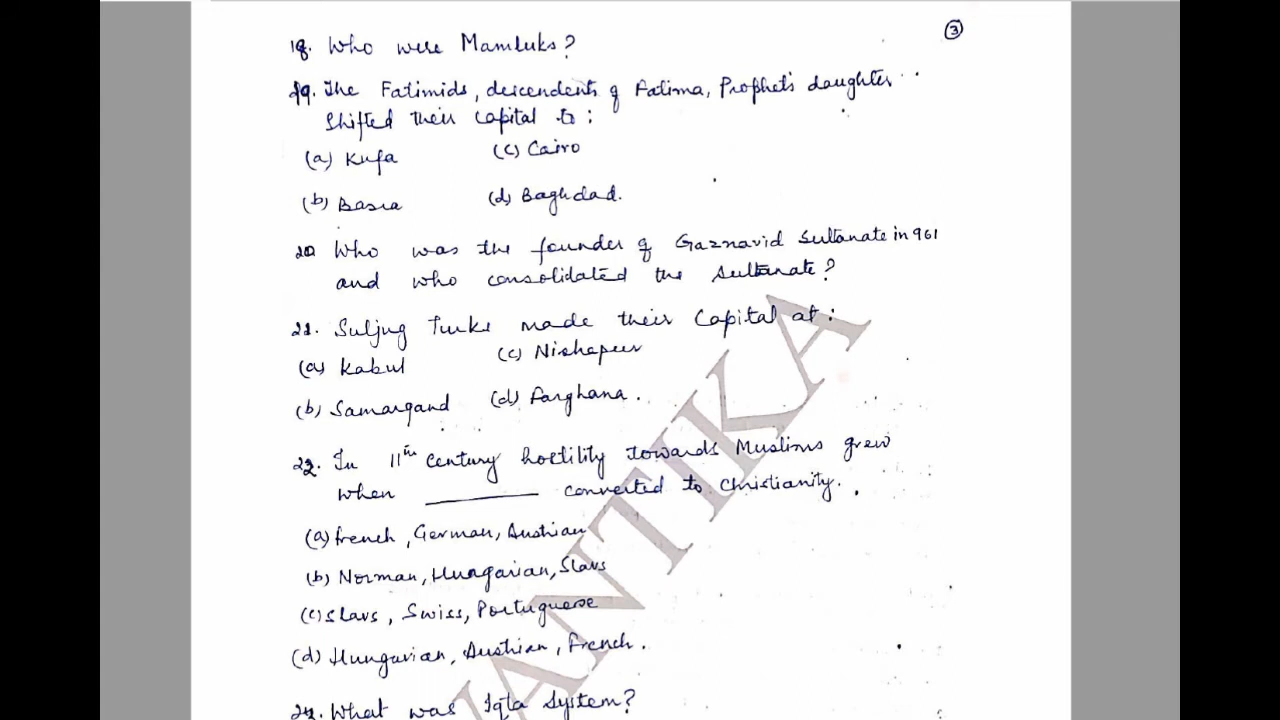 ③
18. Who were Mamluks?
19. The Fatimids, descendents of Fatima, Prophet's daughter
shifted their capital to:
(a) Kufa (c) Cairo
(b) Basra (d) Baghdad.
20. Who was the founder of Gaznavid Sultanate in 961
and who consolidated the Sultanate?
21. Suljuq Turks made their Capital at:
(a) Kabul (c) Nishapur
(b) Samarqand (d) Farghana.
22. In 11th century hostility towards Muslims grew
when ________ converted to Christianity.
(a) French, German, Austrian
(b) Norman, Hungarian, Slavs
(c) Slavs, Swiss, Portuguese
(d) Hungarian, Austrian, French.
What was Iqta System?
ANTIKA